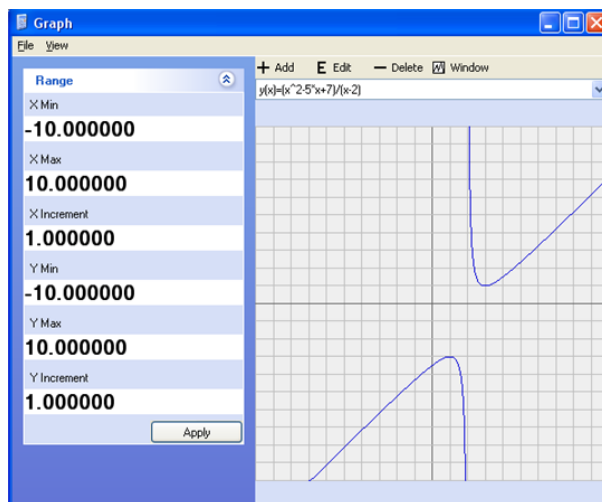 Graph
File View
Range
X Min
-10.000000
X Max
10.000000
X Increment
1.000000
Y Min
-10.000000
Y Max
10.000000
Y Increment
1.000000
Apply
+ Add E Edit — Delete Window
y(x)=(x^2-5*x+7)/(x-2)